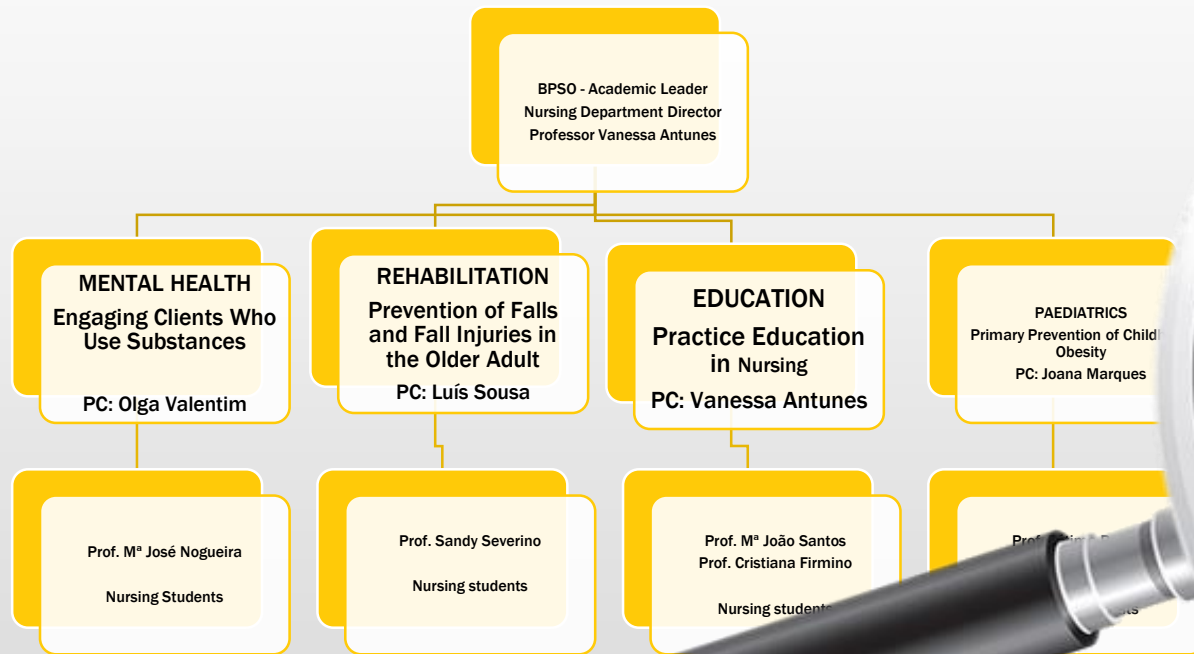 BPSO - Academic Leader
Nursing Department Director
Professor Vanessa Antunes
MENTAL HEALTH
Engaging Clients Who
Use Substances
PC: Olga Valentim
REHABILITATION
Prevention of Falls
and Fall Injuries in
the Older Adult
PC: Luís Sousa
EDUCATION
Practice Education
in Nursing
PC: Vanessa Antunes
PAEDIATRICS
Primary Prevention of
Obesity
PC: Joana Marques
Prof. Mª José Nogueira
Nursing Students
Prof. Sandy Severino
Nursing students
Prof. Mª João Santos
Prof. Cristiana Firmino
Nursing students